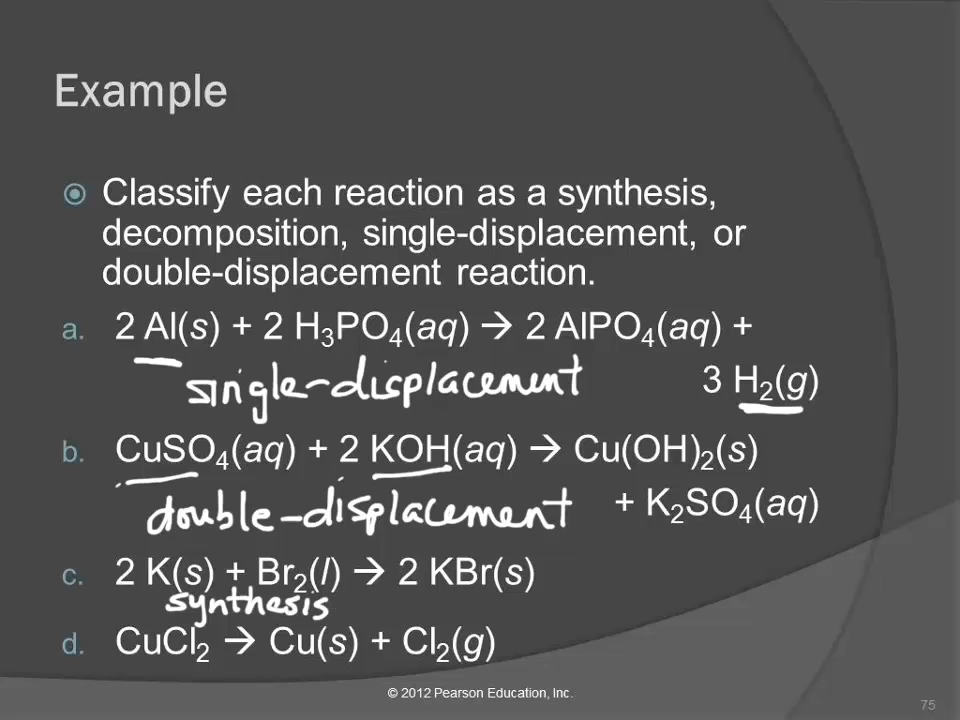 Example
Classify each reaction as a synthesis,
decomposition, single-displacement, or
double-displacement reaction.
a. 2 Al(s) + 2 H₃PO₄(aq) → 2 AlPO₄(aq) +
3 H₂(g)
single-displacement
b. CuSO₄(aq) + 2 KOH(aq) → Cu(OH)₂(s)
+ K₂SO₄(aq)
double-displacement
c. 2 K(s) + Br₂(l) → 2 KBr(s)
synthesis
d. CuCl₂ → Cu(s) + Cl₂(g)
© 2012 Pearson Education, Inc.
75